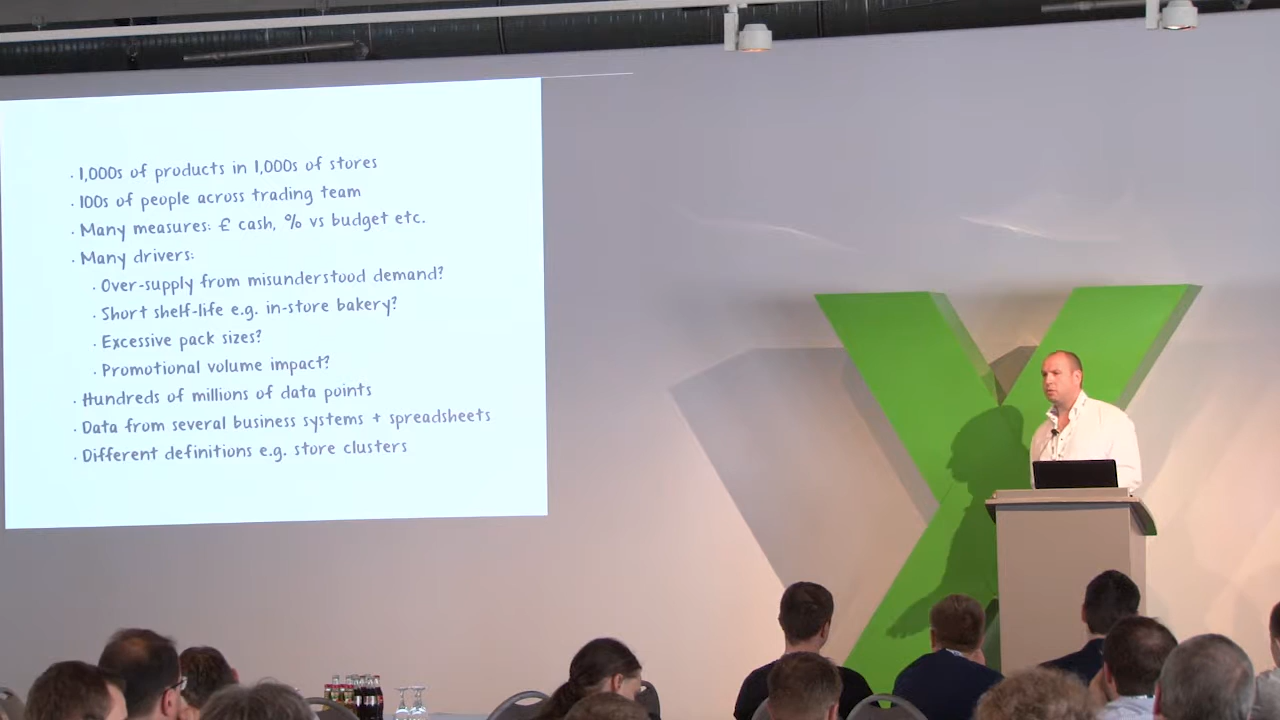 · 1,000s of products in 1,000s of stores
· 100s of people across trading team
· Many measures: £ cash, % vs budget etc.
· Many drivers:
· Over-supply from misunderstood demand?
· Short shelf-life e.g. in-store bakery?
· Excessive pack sizes?
· Promotional volume impact?
· Hundreds of millions of data points
· Data from several business systems + spreadsheets
· Different definitions e.g. store clusters
Y